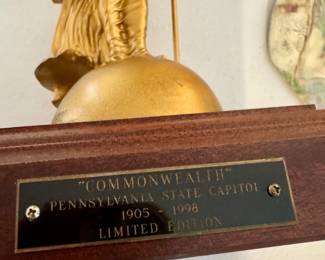 "COMMONWEALTH"
PENNSYLVANIA STATE CAPITOL
1905 - 1998
LIMITED EDITION